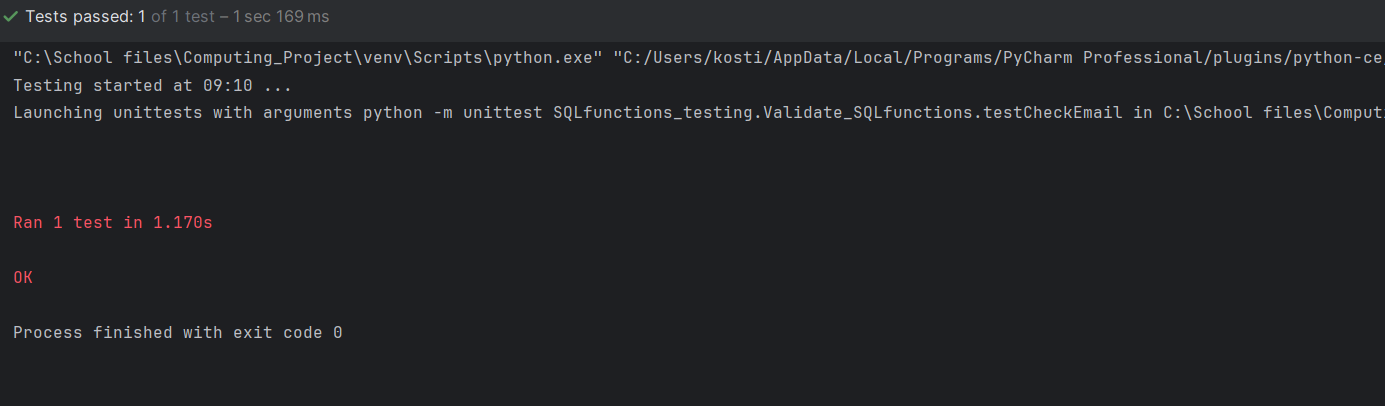 Tests passed: 1 of 1 test – 1 sec 169 ms
"C:\School files\Computing_Project\venv\Scripts\python.exe" "C:/Users/kosti/AppData/Local/Programs/PyCharm Professional/plugins/python-ce/
Testing started at 09:10 ...
Launching unittests with arguments python -m unittest SQLfunctions_testing.Validate_SQLfunctions.testCheckEmail in C:\School files\Comput
Ran 1 test in 1.170s
OK
Process finished with exit code 0